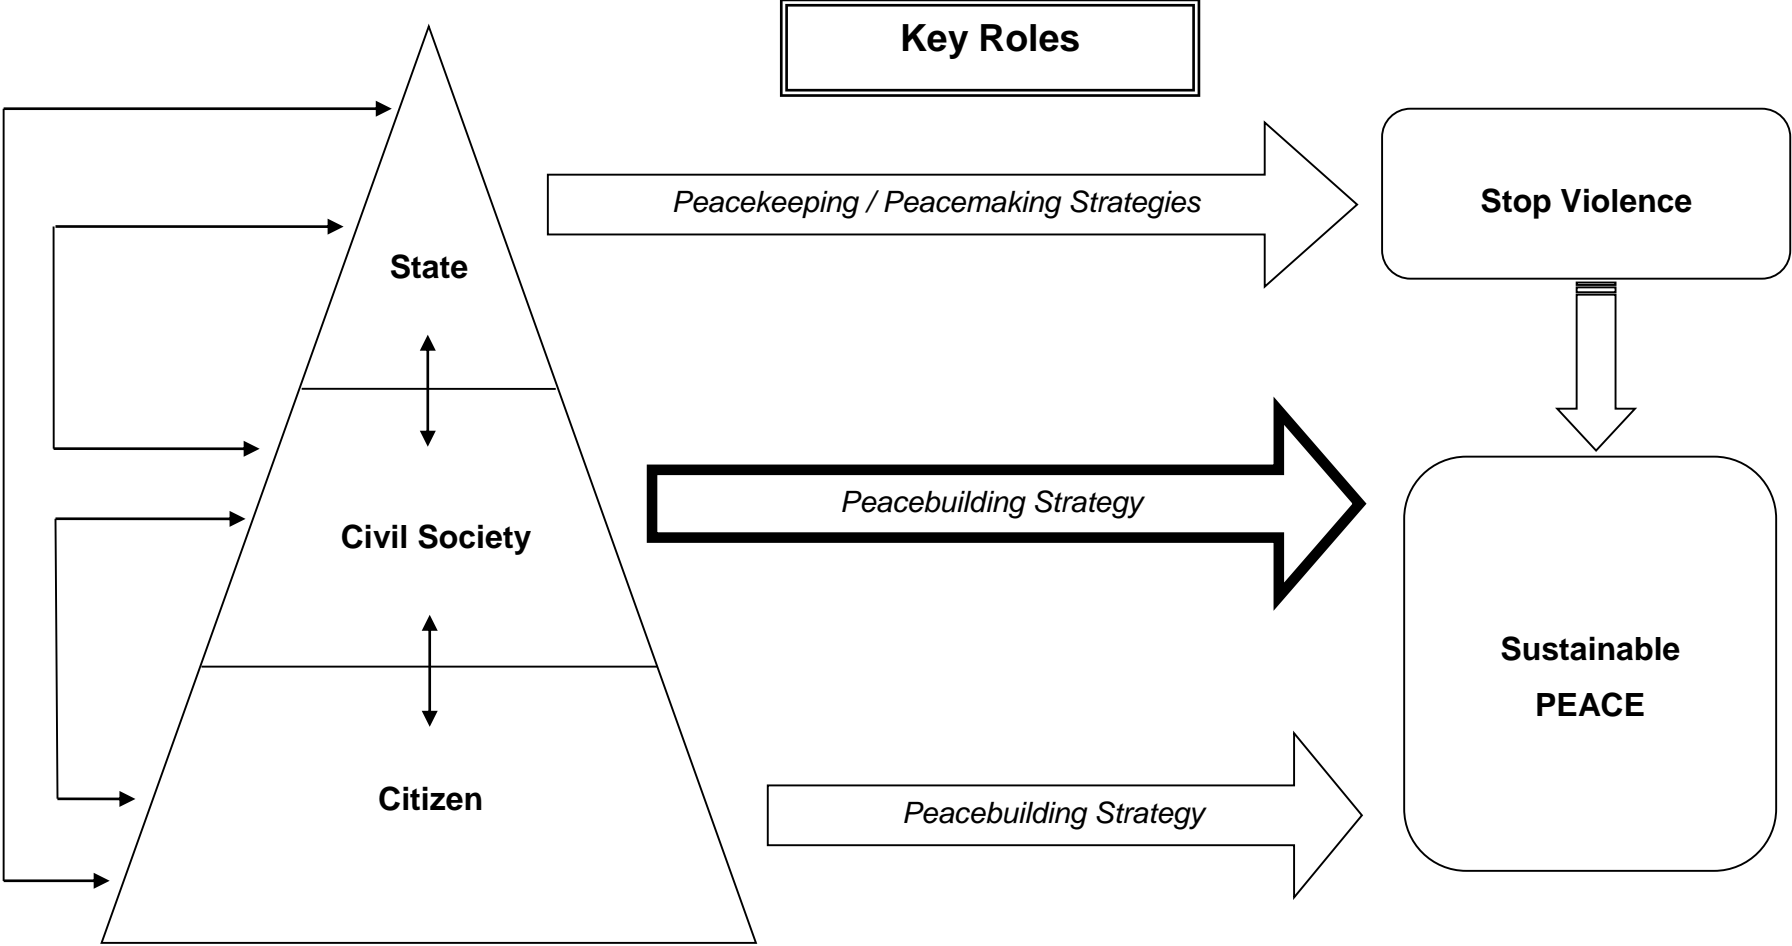 Key Roles
Peacekeeping / Peacemaking Strategies
Stop Violence
State
Peacebuilding Strategy
Civil Society
Sustainable
PEACE
Citizen
Peacebuilding Strategy